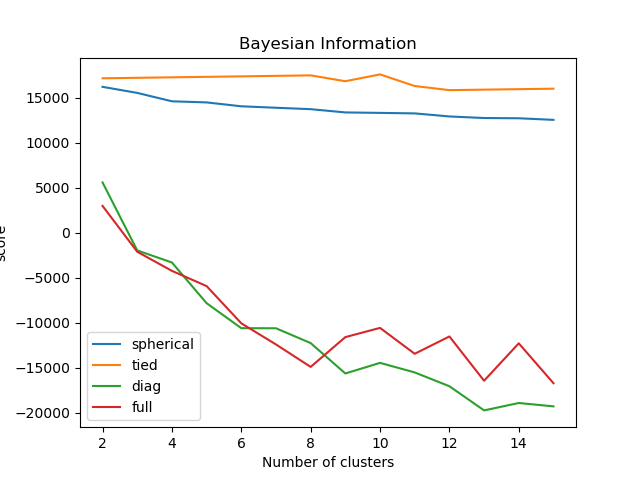 Bayesian Information
15000
10000
5000
0
−5000
−10000
−15000
−20000
spherical
tied
diag
full
2
4
6
8
10
12
14
Number of clusters
score